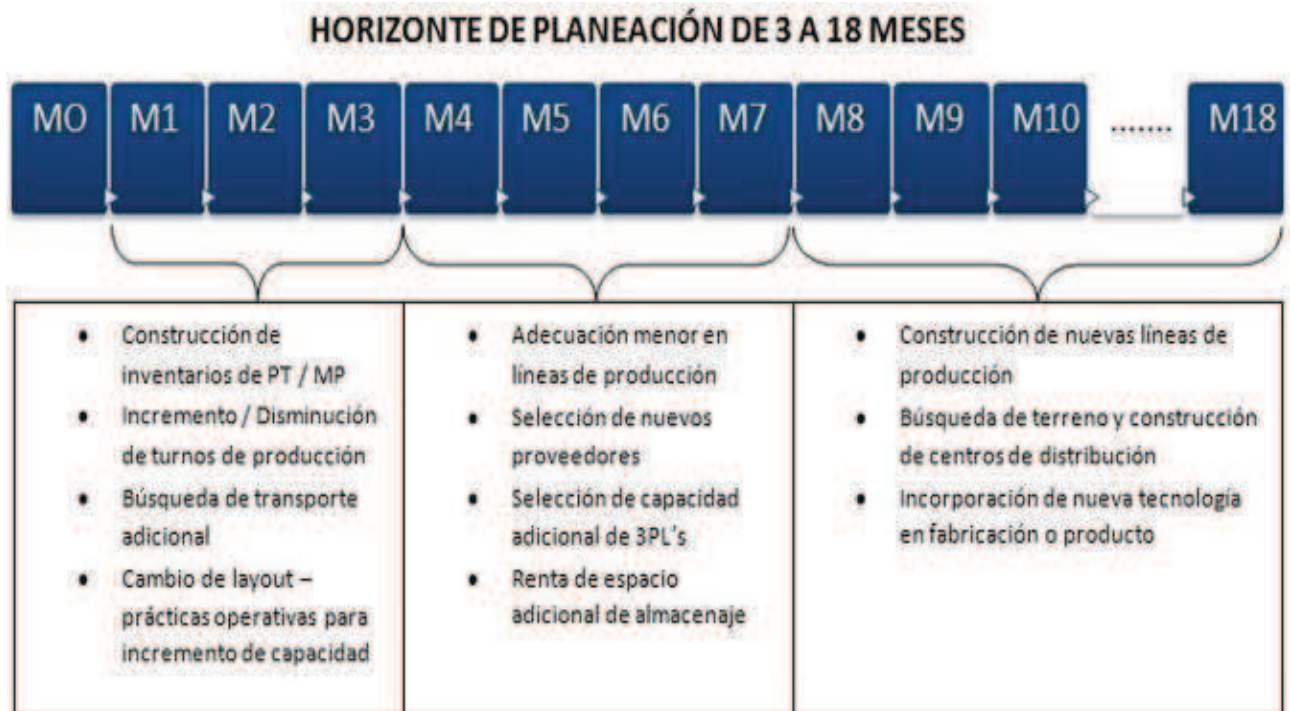 HORIZONTE DE PLANEACIÓN DE 3 A 18 MESES
MO M1 M2 M3 M4 M5 M6 M7 M8 M9 M10 ....... M18
• Construcción de
inventarios de PT / MP
• Incremento / Disminución
de turnos de producción
• Búsqueda de transporte
adicional
• Cambio de layout –
prácticas operativas para
incremento de capacidad
• Adecuación menor en
líneas de producción
• Selección de nuevos
proveedores
• Selección de capacidad
adicional de 3PL's
• Renta de espacio
adicional de almacenaje
• Construcción de nuevas líneas de
producción
• Búsqueda de terreno y construcción
de centros de distribución
• Incorporación de nueva tecnología
en fabricación o producto